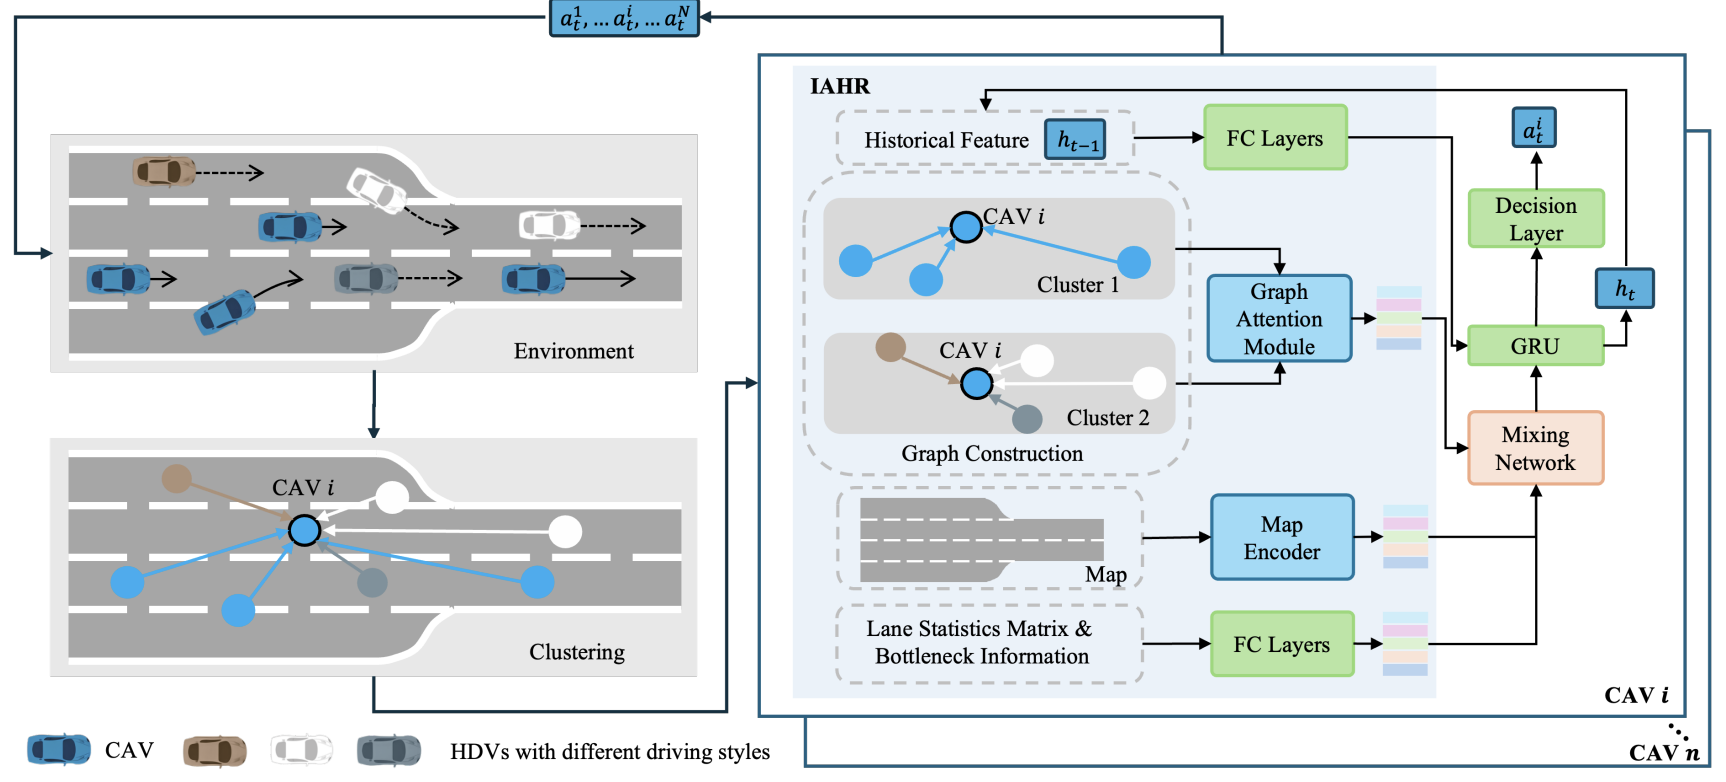 a_t^1, ... a_t^i, ... a_t^N
Environment
CAV i
Clustering
CAV
HDVs with different driving styles
IAHR
Historical Feature
h_{t-1}
FC Layers
CAV i
Cluster 1
CAV i
Cluster 2
Graph Construction
Graph
Attention
Module
Map
Map
Encoder
Lane Statistics Matrix &
Bottleneck Information
FC Layers
a_t^i
Decision
Layer
h_t
GRU
Mixing
Network
CAV i
CAV n